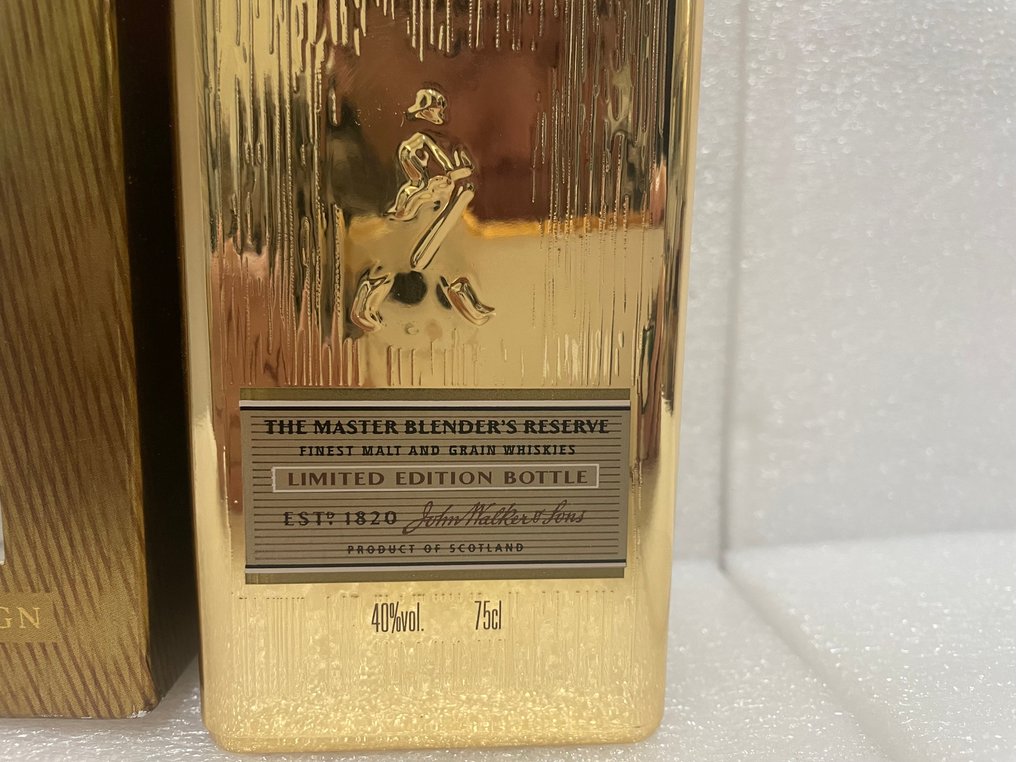 THE MASTER BLENDER'S RESERVE
FINEST MALT AND GRAIN WHISKIES
LIMITED EDITION BOTTLE
ESTD. 1820 John Walker & Sons
PRODUCT OF SCOTLAND
40%vol. 75cl
GN